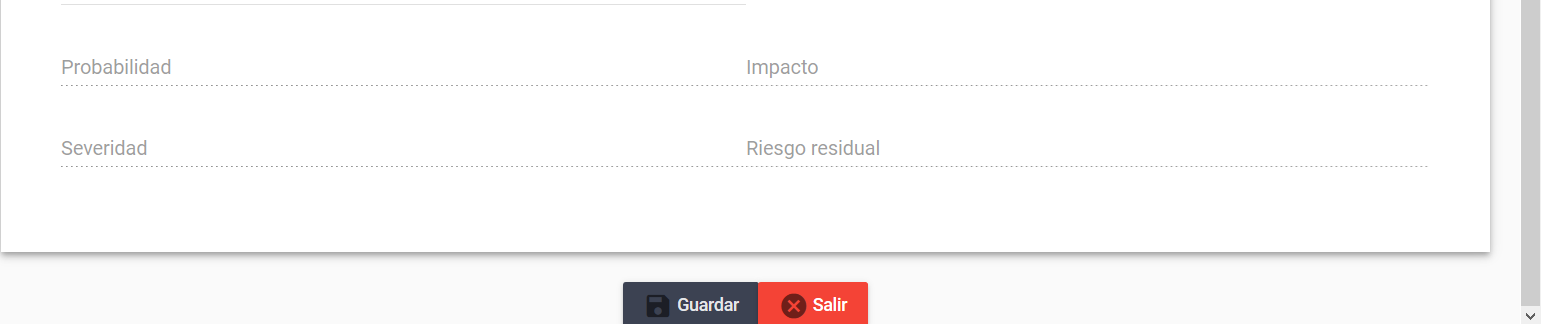 Probabilidad Impacto
Severidad Riesgo residual
Guardar Salir